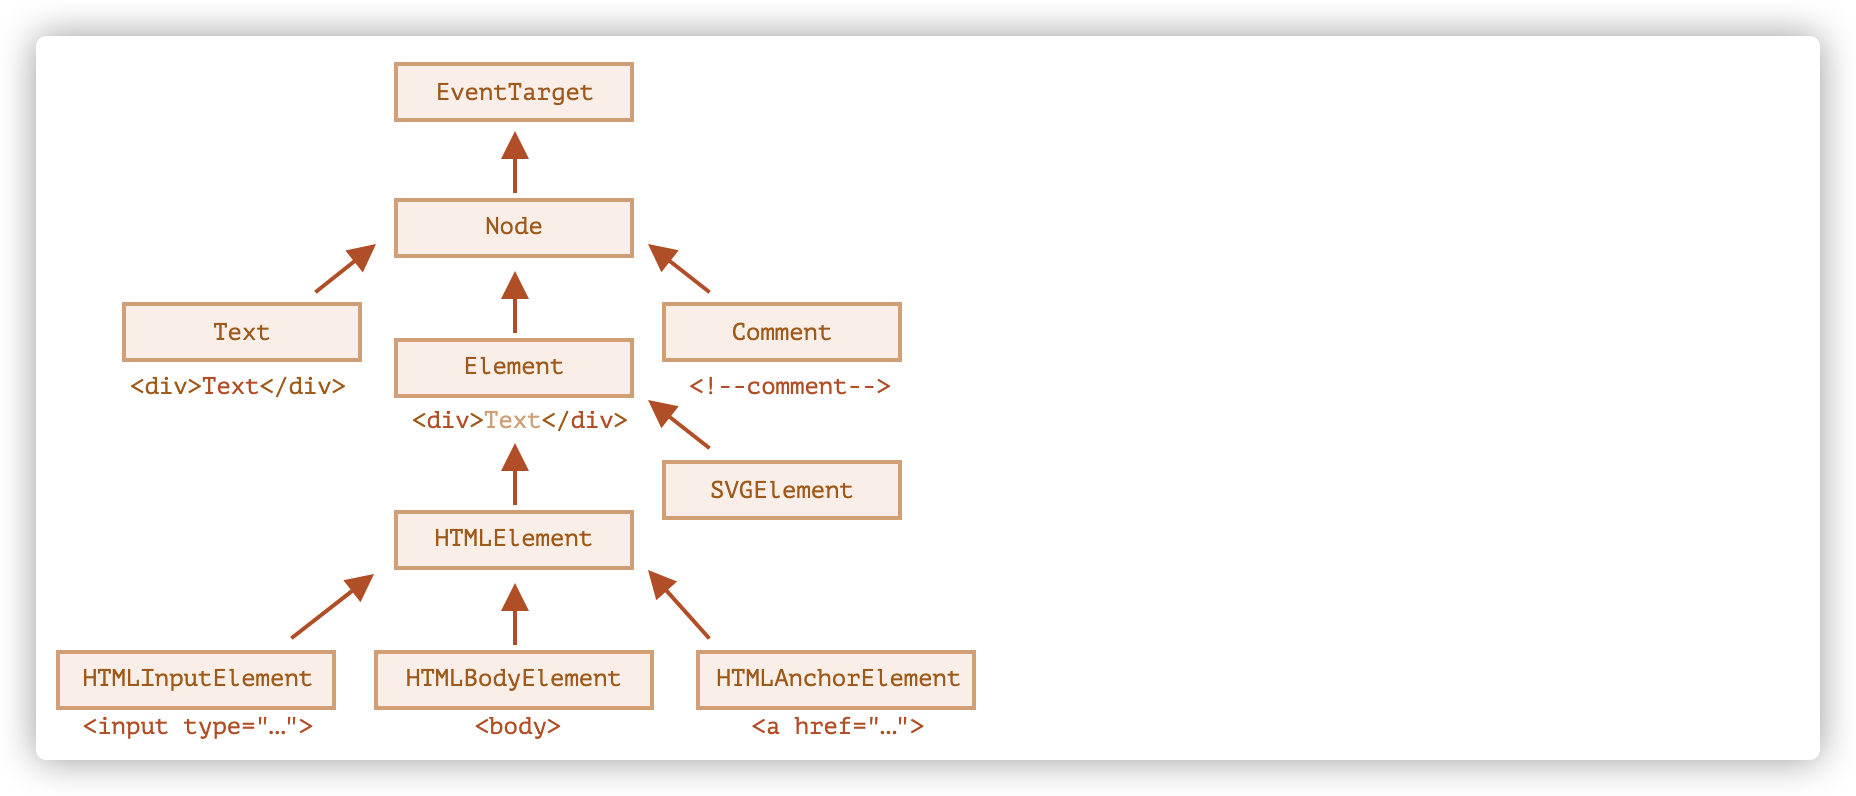 EventTarget
Node
Text
Comment
Element
<div>Text</div>
<!--comment-->
<div>Text</div>
SVGElement
HTMLElement
HTMLInputElement
HTMLBodyElement
HTMLAnchorElement
<input type="…">
<body>
<a href="…">